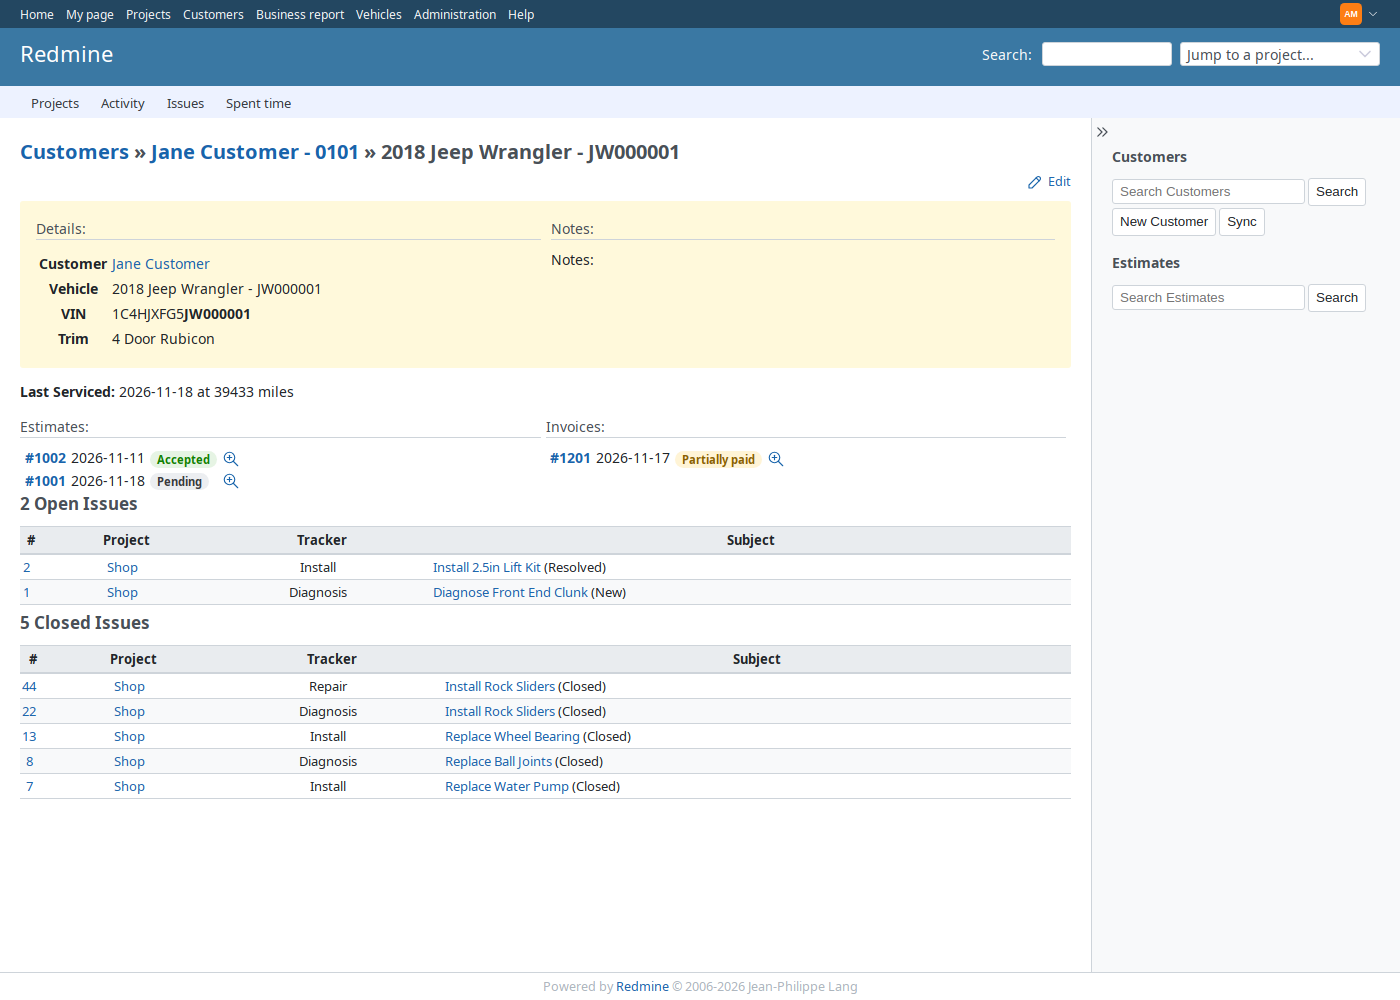 Home My page Projects Customers Business report Vehicles Administration Help AM
Redmine Search: Jump to a project...
Projects Activity Issues Spent time
Customers » Jane Customer - 0101 » 2018 Jeep Wrangler - JW000001
Edit
Details:
Customer Jane Customer
Vehicle 2018 Jeep Wrangler - JW000001
VIN 1C4HJXFG5JW000001
Trim 4 Door Rubicon
Notes:
Notes:
Last Serviced: 2026-11-18 at 39433 miles
Estimates:
#1002 2026-11-11 Accepted
#1001 2026-11-18 Pending
Invoices:
#1201 2026-11-17 Partially paid
2 Open Issues
# Project Tracker Subject
2 Shop Install Install 2.5in Lift Kit (Resolved)
1 Shop Diagnosis Diagnose Front End Clunk (New)
5 Closed Issues
# Project Tracker Subject
44 Shop Repair Install Rock Sliders (Closed)
22 Shop Diagnosis Install Rock Sliders (Closed)
13 Shop Install Replace Wheel Bearing (Closed)
8 Shop Diagnosis Replace Ball Joints (Closed)
7 Shop Install Replace Water Pump (Closed)
Customers
Search Customers Search
New Customer Sync
Estimates
Search Estimates Search
Powered by Redmine © 2006-2026 Jean-Philippe Lang